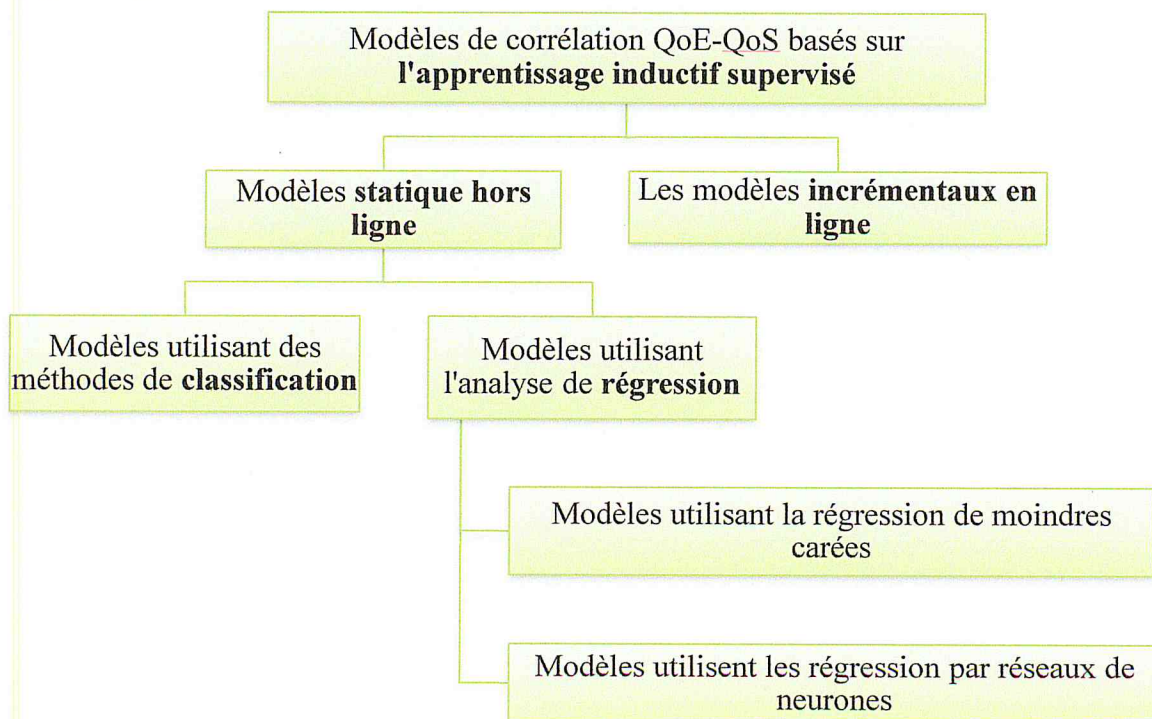 Modèles de corrélation QoE-QoS basés sur
l'apprentissage inductif supervisé
Modèles statique hors
ligne
Les modèles incrémentaux en
ligne
Modèles utilisant des
méthodes de classification
Modèles utilisant
l'analyse de régression
Modèles utilisant la régression de moindres
carées
Modèles utilisent les régression par réseaux de
neurones